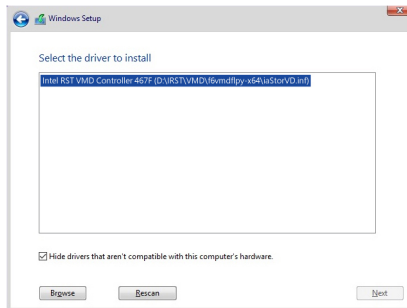 Windows Setup
Select the driver to install
Intel RST VMD Controller 467F (D:\IRST\VMD\f6vmdflpy-x64\iaStorVD.inf)
Hide drivers that aren't compatible with this computer's hardware.
Browse
Rescan
Next